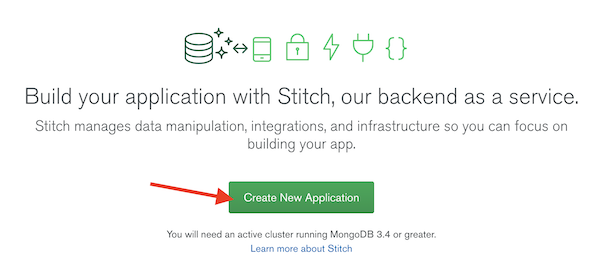 Build your application with Stitch, our backend as a service.
Stitch manages data manipulation, integrations, and infrastructure so you can focus on
building your app.
Create New Application
You will need an active cluster running MongoDB 3.4 or greater.
Learn more about Stitch